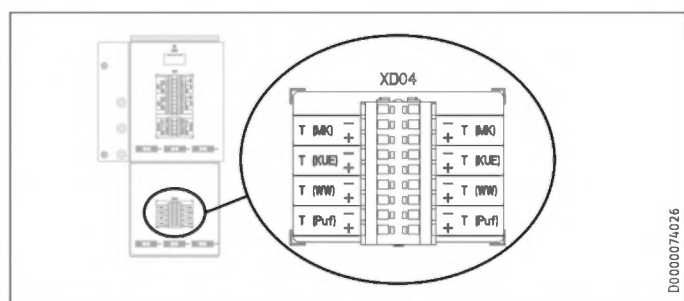 XD04
T (MK) − + − + T (MK)
T (KUE) − + − + T (KUE)
T (WW) − + − + T (WW)
T (Puf) − + − + T (Puf)
D0000074026